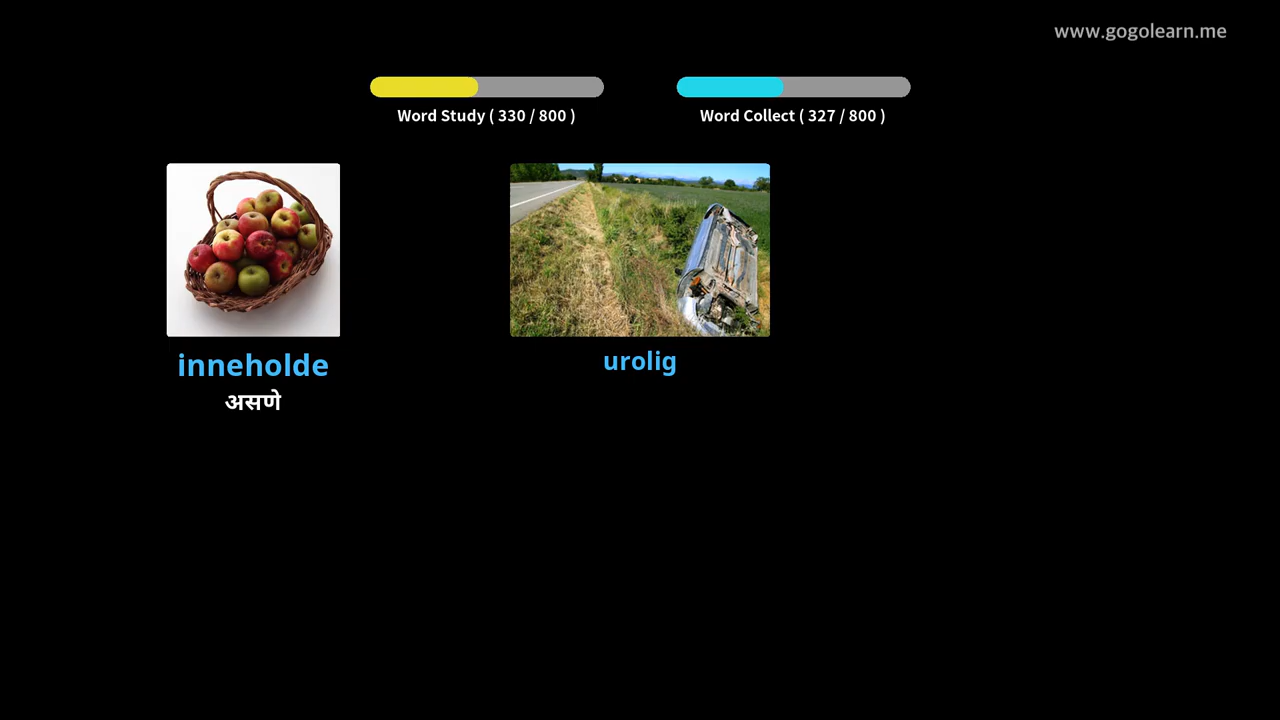 www.gogolearn.me
Word Study ( 330 / 800 )
Word Collect ( 327 / 800 )
inneholde
असणे
urolig